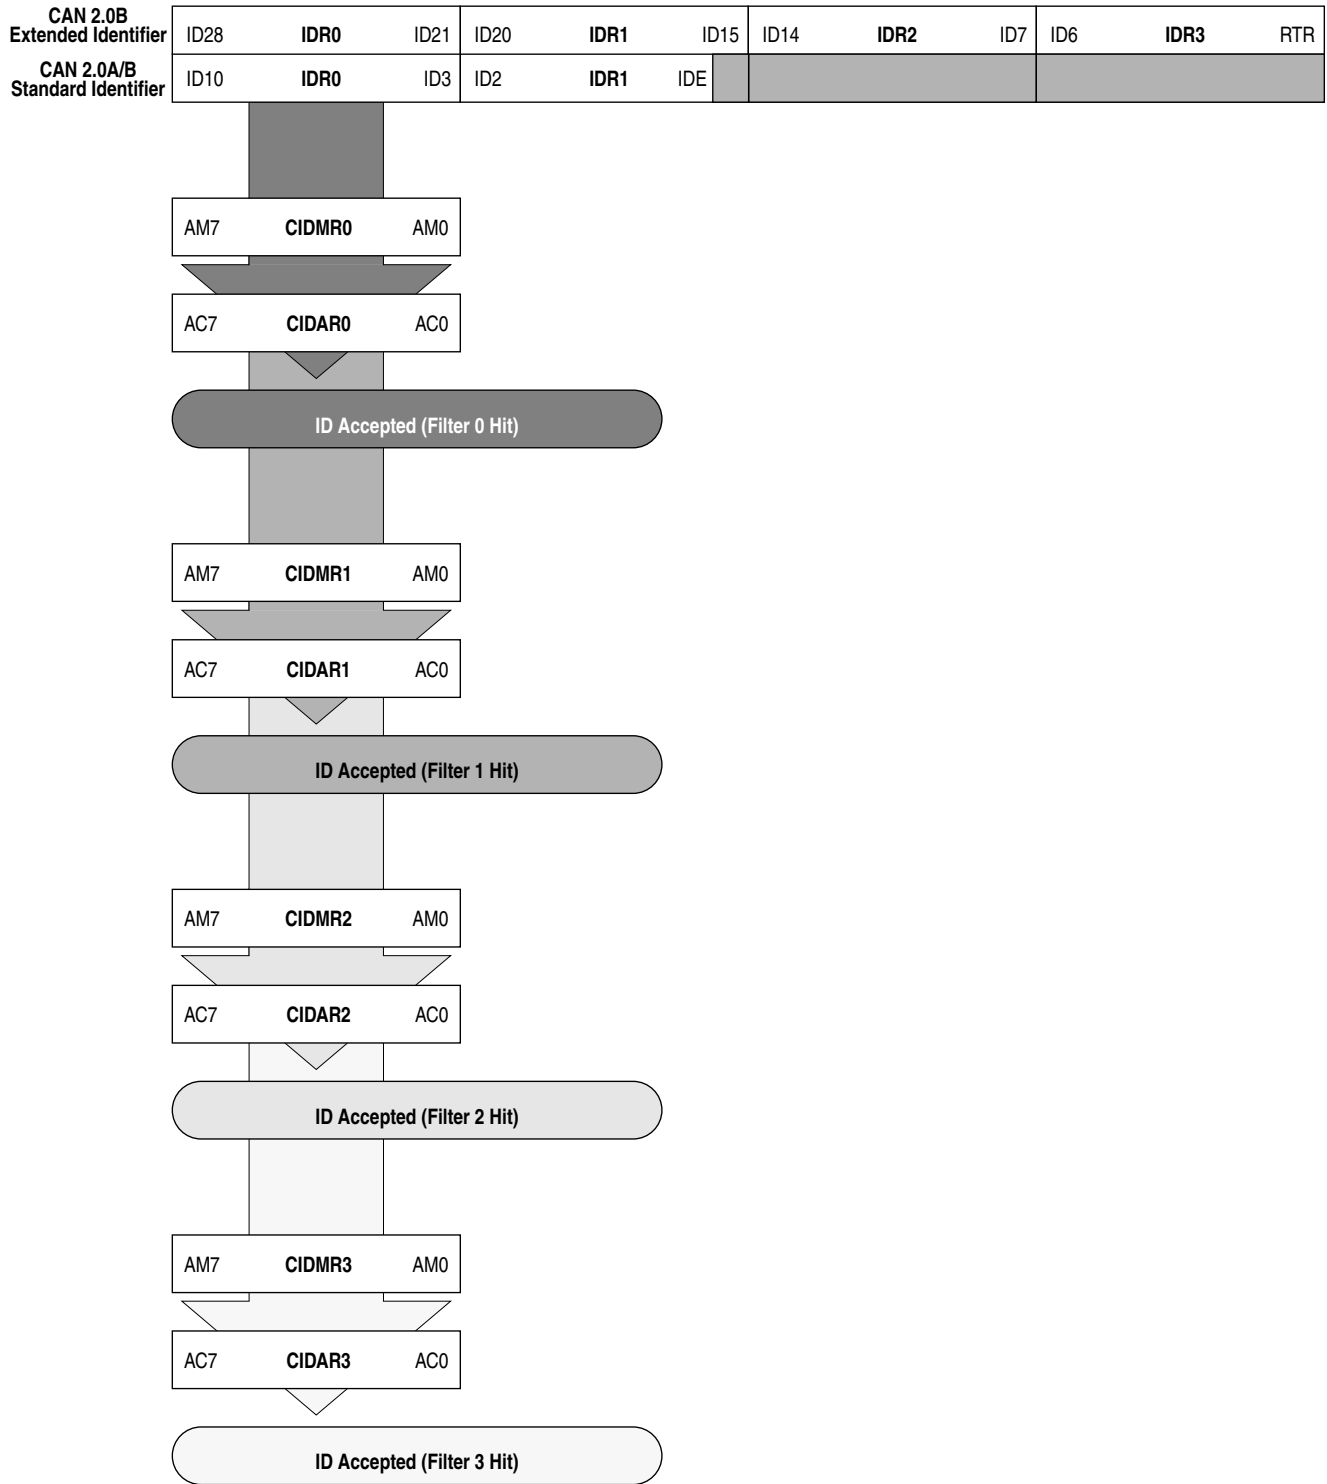 CAN 2.0B
Extended Identifier
ID28 IDR0 ID21 ID20 IDR1 ID15 ID14 IDR2 ID7 ID6 IDR3 RTR
CAN 2.0A/B
Standard Identifier
ID10 IDR0 ID3 ID2 IDR1 IDE
AM7 CIDMR0 AM0
AC7 CIDAR0 AC0
ID Accepted (Filter 0 Hit)
AM7 CIDMR1 AM0
AC7 CIDAR1 AC0
ID Accepted (Filter 1 Hit)
AM7 CIDMR2 AM0
AC7 CIDAR2 AC0
ID Accepted (Filter 2 Hit)
AM7 CIDMR3 AM0
AC7 CIDAR3 AC0
ID Accepted (Filter 3 Hit)